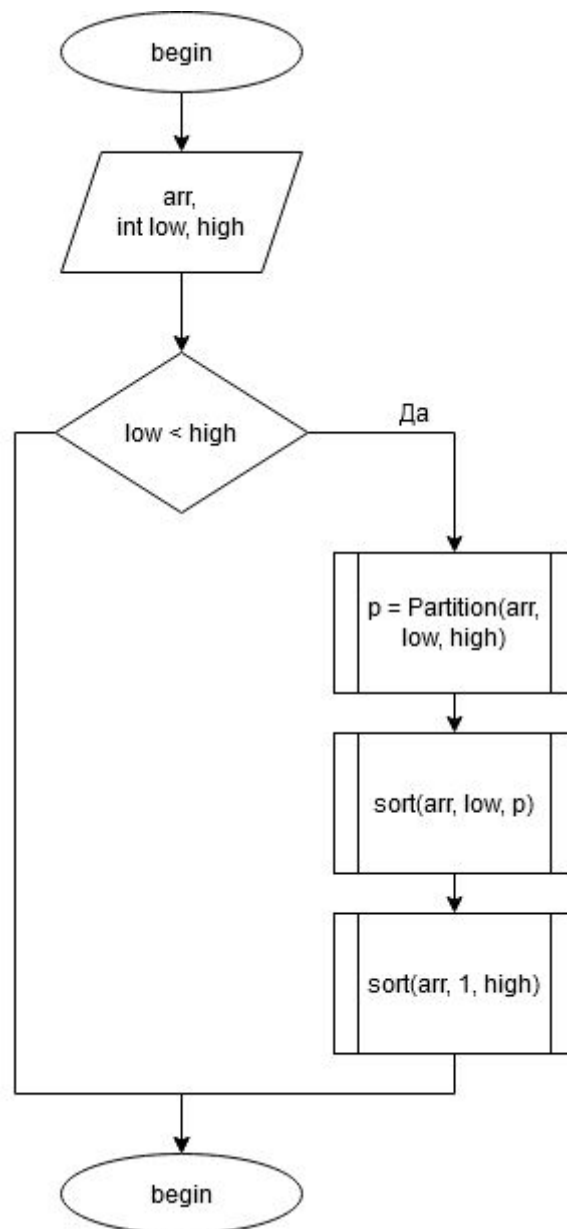 begin
arr,
int low, high
low < high
Да
p = Partition(arr,
low, high)
sort(arr, low, p)
sort(arr, 1, high)
begin